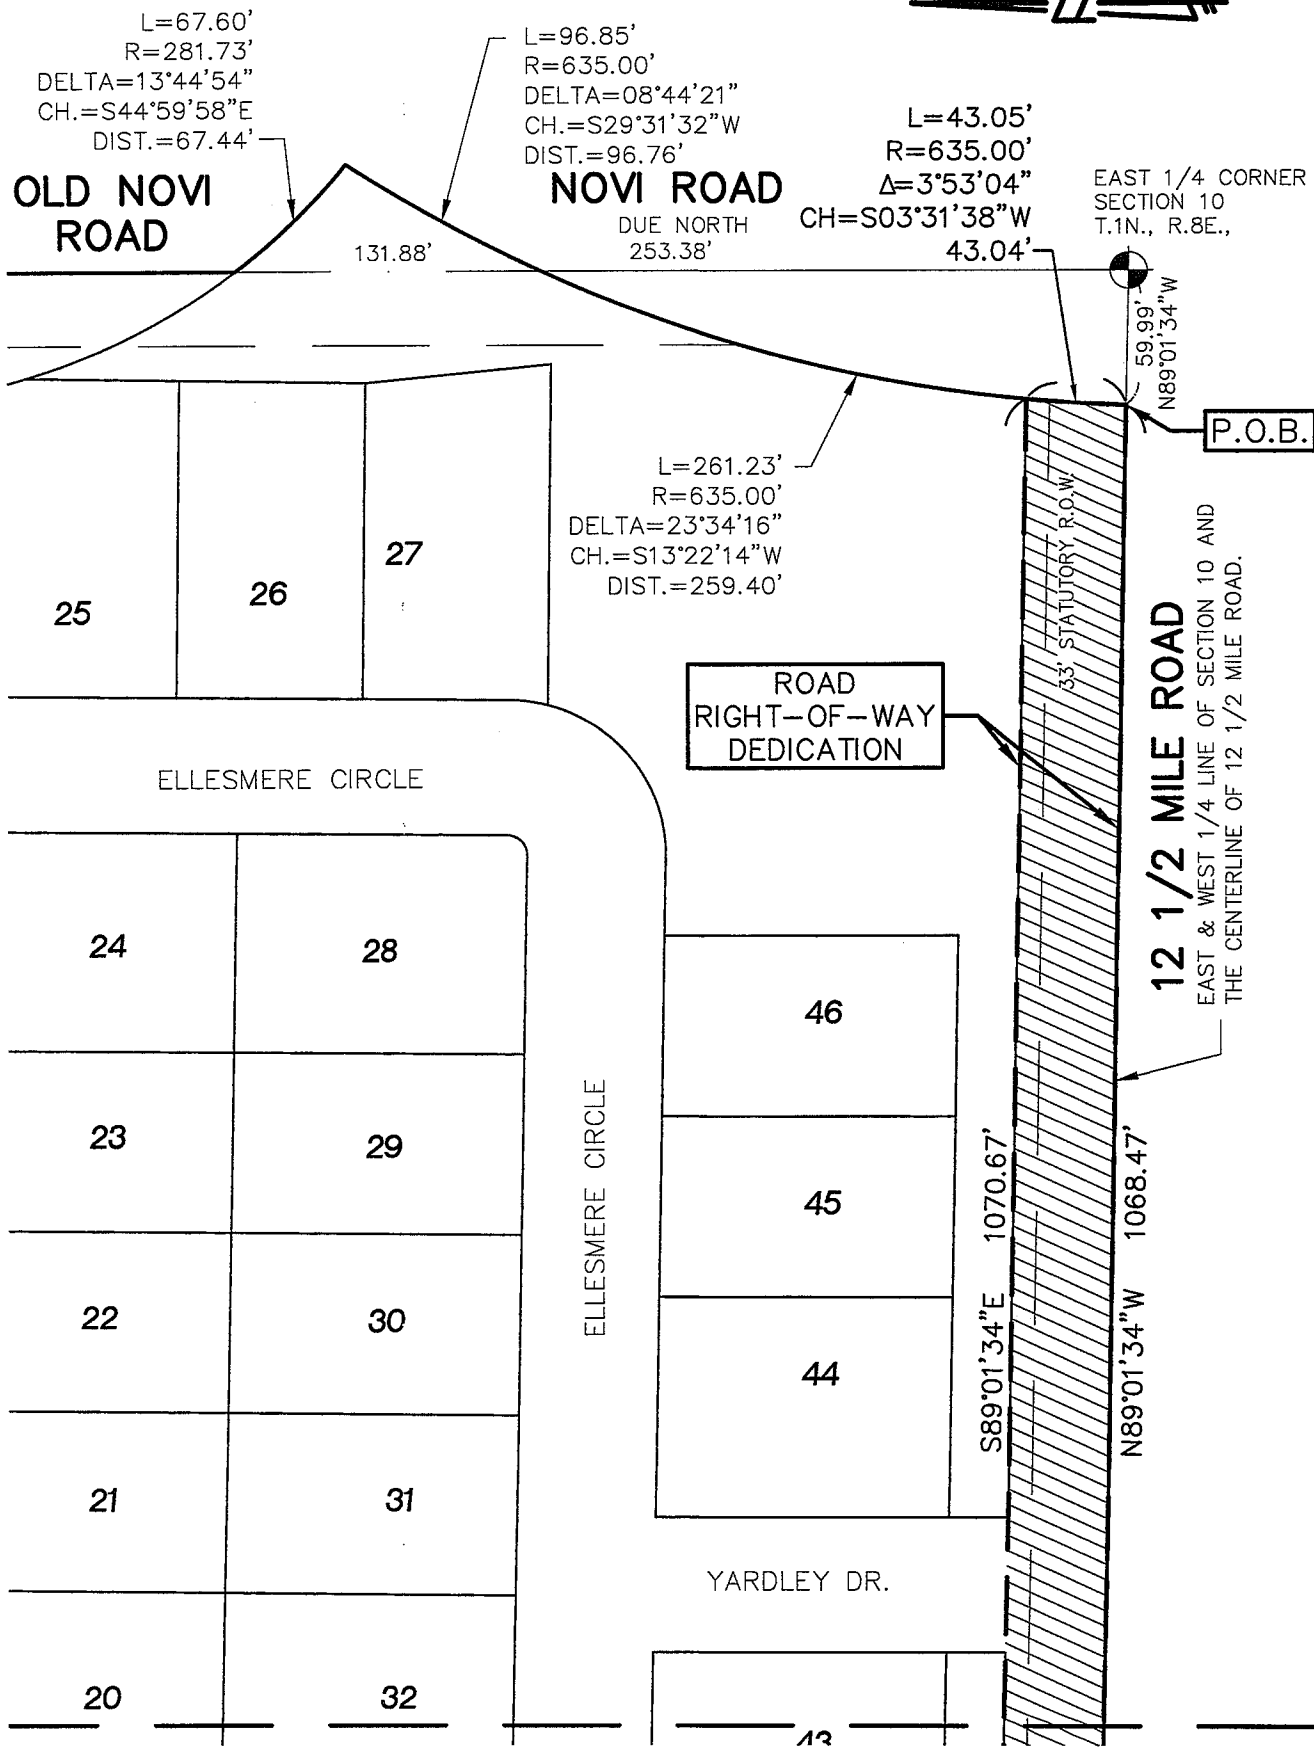 L=67.60'
R=281.73'
DELTA=13°44'54"
CH.=S44°59'58"E
DIST.=67.44'
L=96.85'
R=635.00'
DELTA=08°44'21"
CH.=S29°31'32"W
DIST.=96.76'
L=43.05'
R=635.00'
Δ=3°53'04"
CH=S03°31'38"W
43.04'
EAST 1/4 CORNER
SECTION 10
T.1N., R.8E.,
OLD NOVI
ROAD
NOVI ROAD
DUE NORTH
131.88'
253.38'
59.99'
N89°01'34"W
P.O.B.
L=261.23'
R=635.00'
DELTA=23°34'16"
CH.=S13°22'14"W
DIST.=259.40'
33' STATUTORY R.O.W.
25
26
27
ROAD
RIGHT-OF-WAY
DEDICATION
12 1/2 MILE ROAD
EAST & WEST 1/4 LINE OF SECTION 10 AND
THE CENTERLINE OF 12 1/2 MILE ROAD.
ELLESMERE CIRCLE
24
28
46
23
29
ELLESMERE CIRCLE
45
S89°01'34"E 1070.67'
N89°01'34"W 1068.47'
22
30
44
21
31
YARDLEY DR.
20
32
43